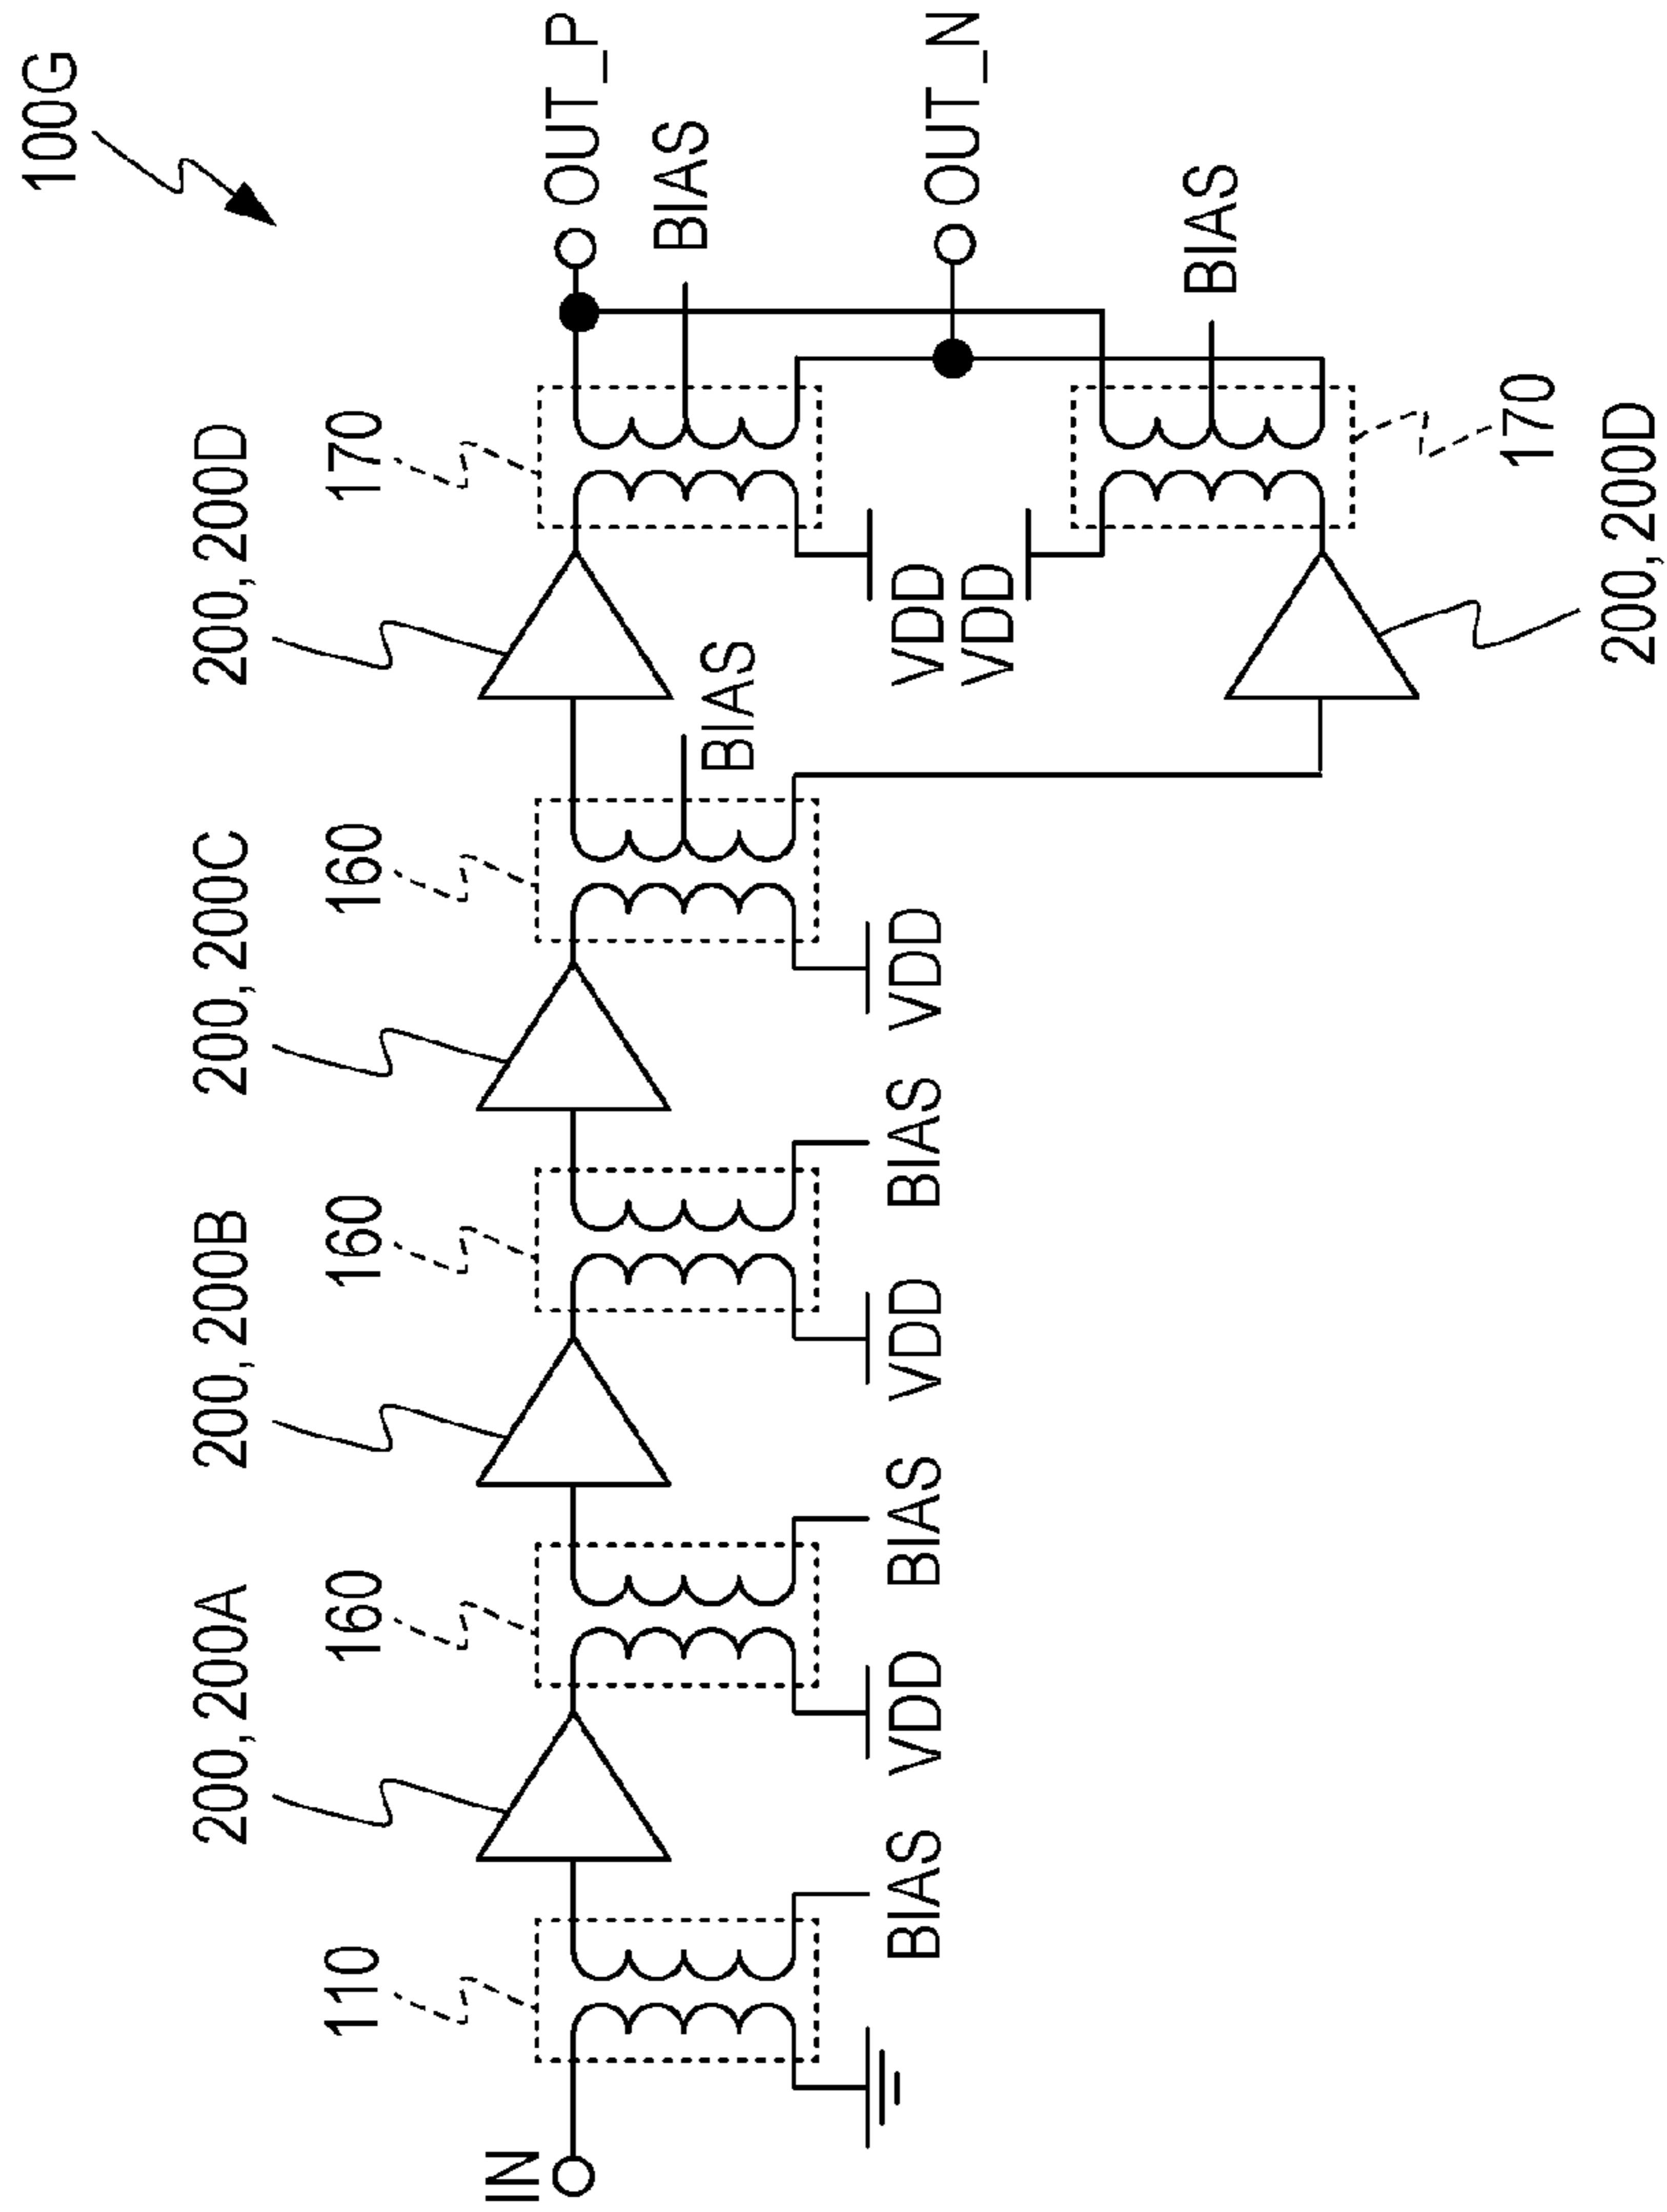 100G
200, 200A
200, 200B
200, 200C
200, 200D
110
160
160
160
170
IN
OUT_P
BIAS
BIAS
OUT_N
BIAS
BIAS
VDD
BIAS
VDD
BIAS
VDD
VDD
VDD
BIAS
170
200, 200D